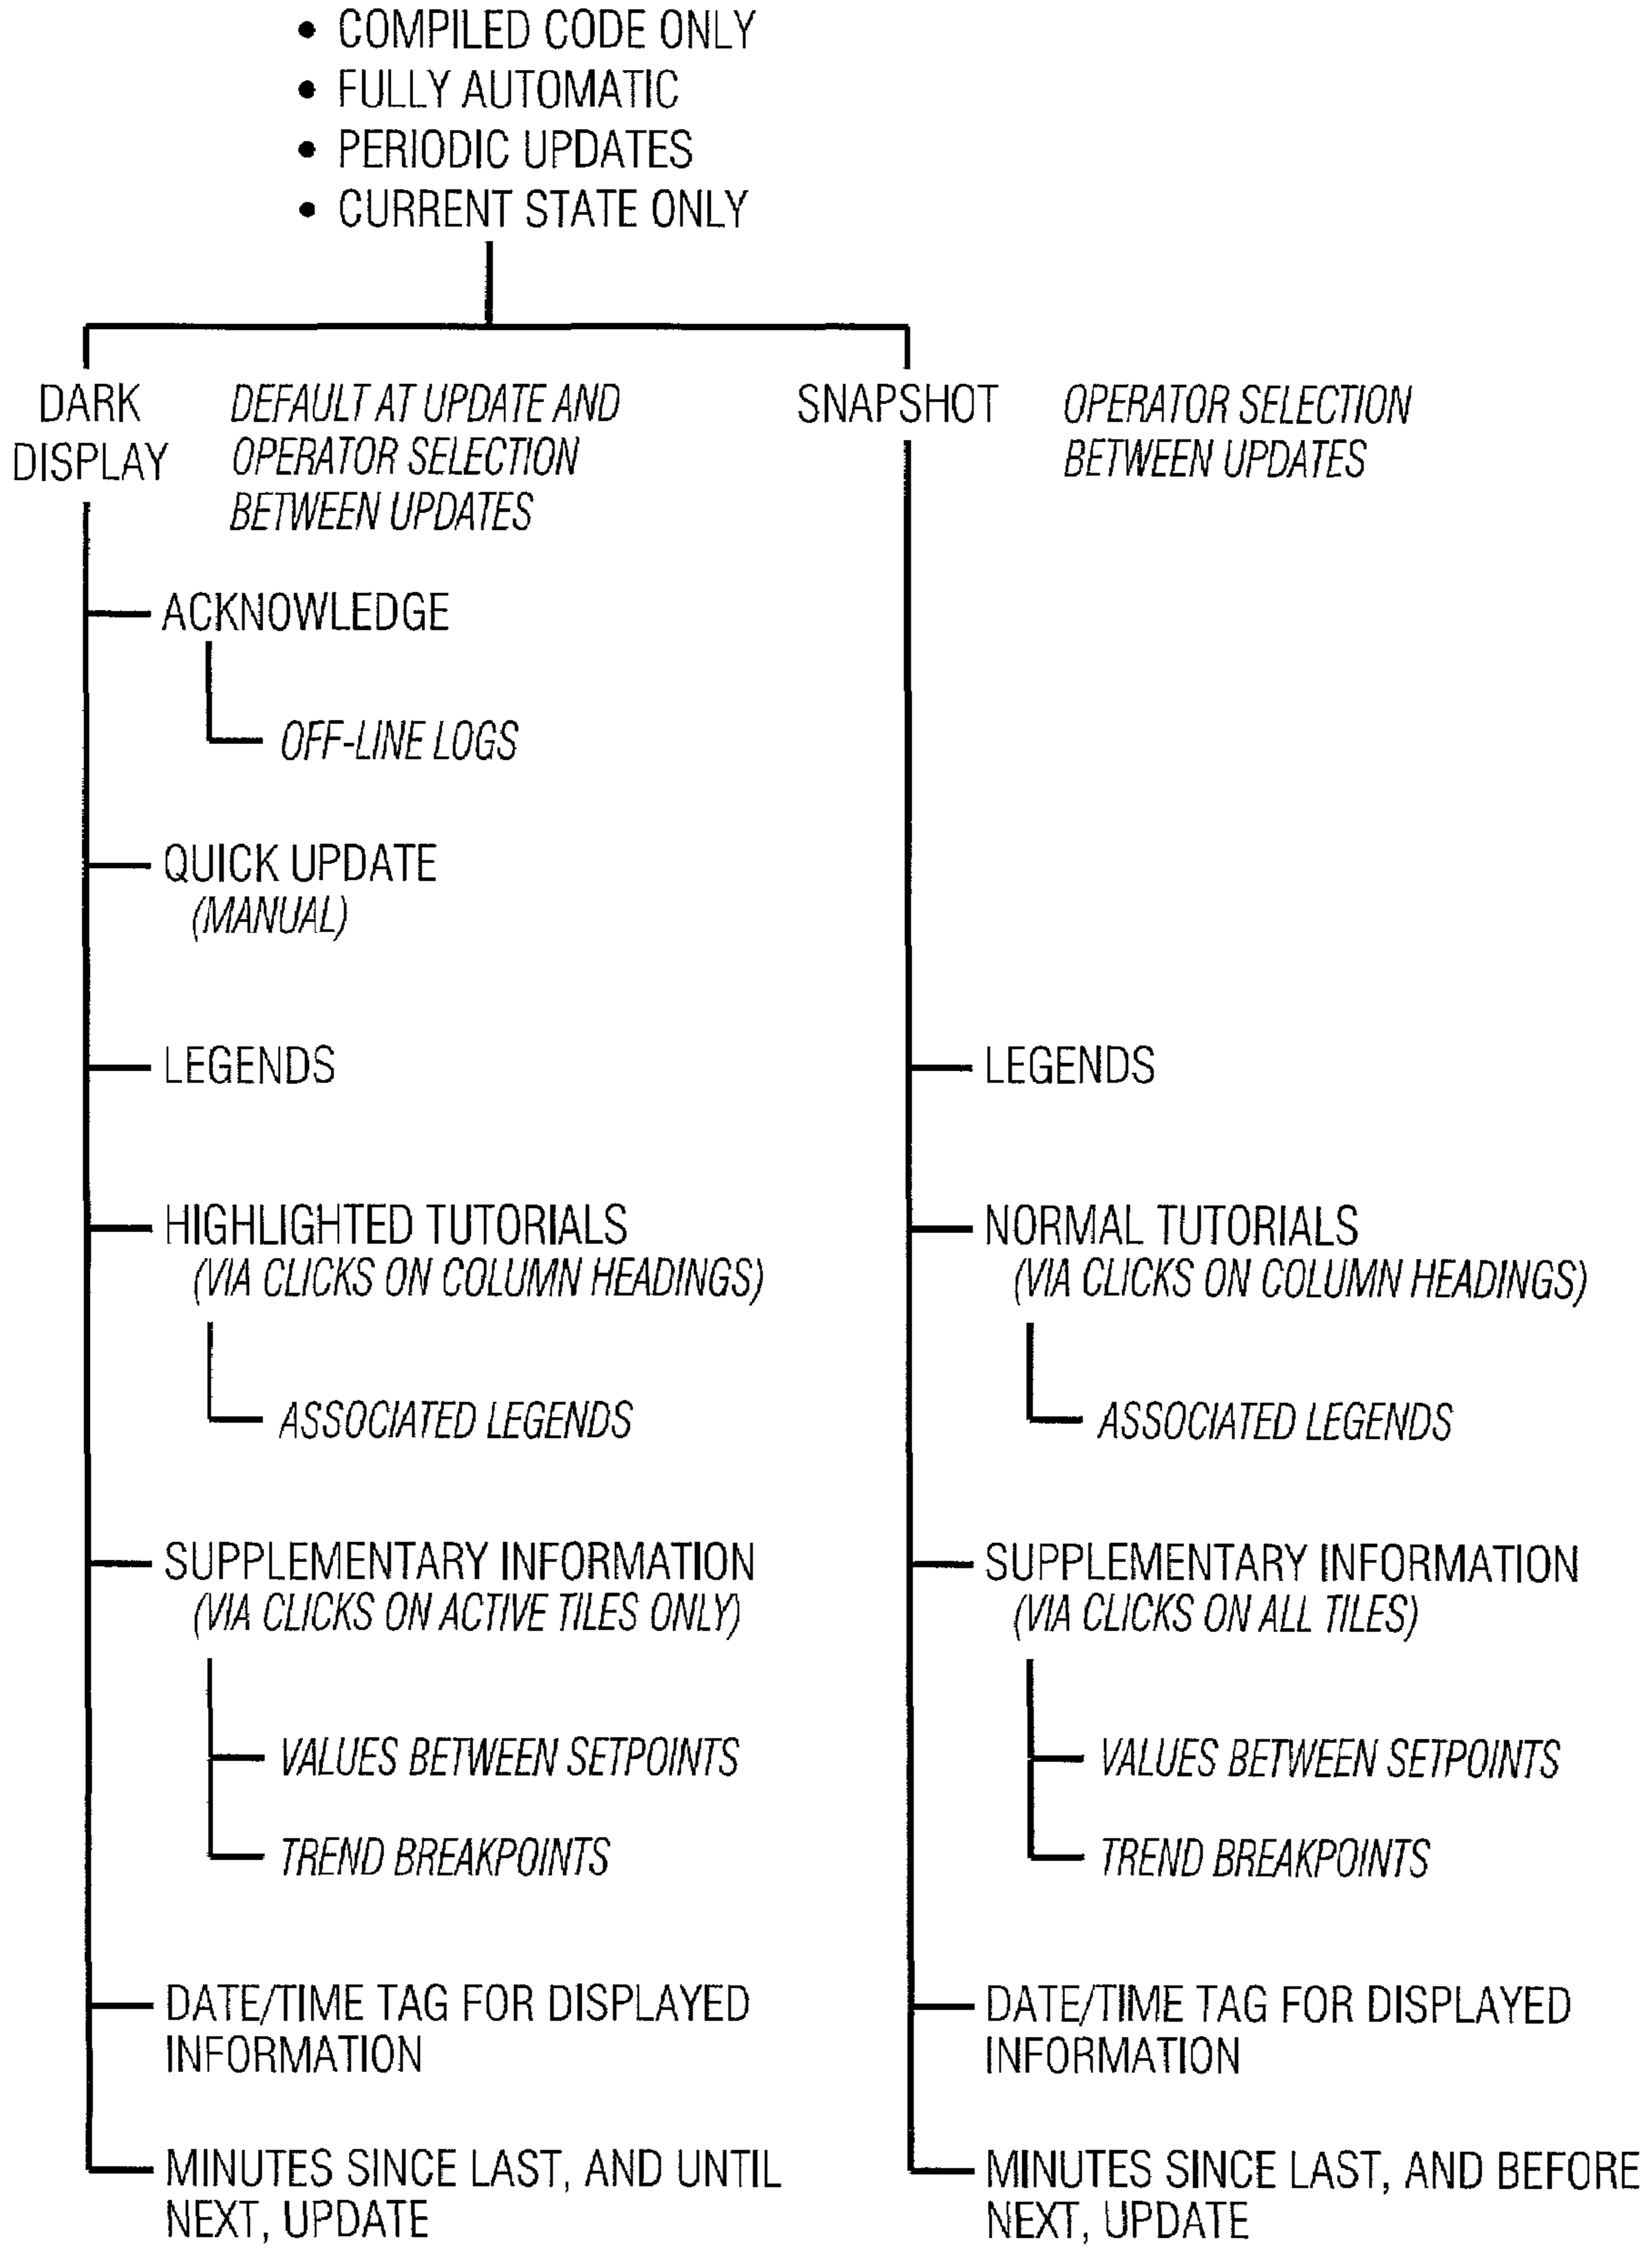 • COMPILED CODE ONLY
• FULLY AUTOMATIC
• PERIODIC UPDATES
• CURRENT STATE ONLY
DARK
DISPLAY
DEFAULT AT UPDATE AND
OPERATOR SELECTION
BETWEEN UPDATES
ACKNOWLEDGE
OFF-LINE LOGS
QUICK UPDATE
(MANUAL)
LEGENDS
HIGHLIGHTED TUTORIALS
(VIA CLICKS ON COLUMN HEADINGS)
ASSOCIATED LEGENDS
SUPPLEMENTARY INFORMATION
(VIA CLICKS ON ACTIVE TILES ONLY)
VALUES BETWEEN SETPOINTS
TREND BREAKPOINTS
DATE/TIME TAG FOR DISPLAYED
INFORMATION
MINUTES SINCE LAST, AND UNTIL
NEXT, UPDATE
SNAPSHOT
OPERATOR SELECTION
BETWEEN UPDATES
LEGENDS
NORMAL TUTORIALS
(VIA CLICKS ON COLUMN HEADINGS)
ASSOCIATED LEGENDS
SUPPLEMENTARY INFORMATION
(VIA CLICKS ON ALL TILES)
VALUES BETWEEN SETPOINTS
TREND BREAKPOINTS
DATE/TIME TAG FOR DISPLAYED
INFORMATION
MINUTES SINCE LAST, AND BEFORE
NEXT, UPDATE